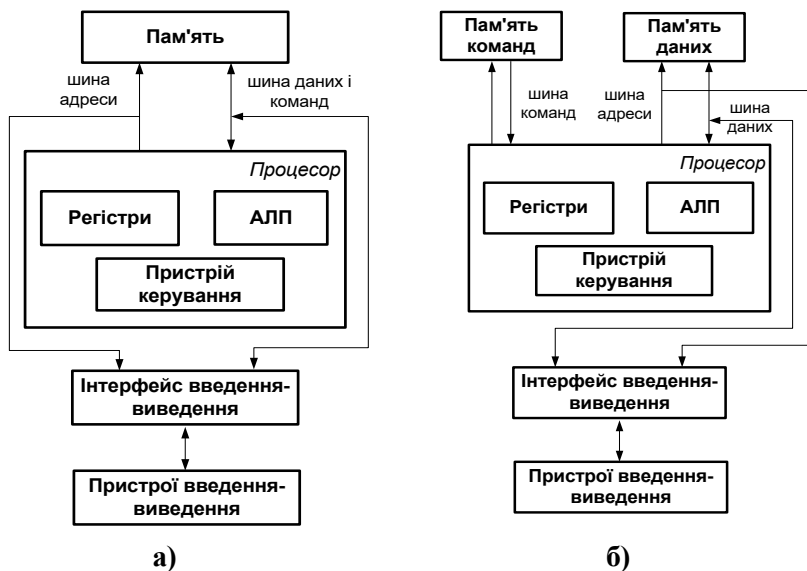 Пам'ять
шина
адреси
шина даних і
команд
Процесор
Регістри
АЛП
Пристрій
керування
Інтерфейс введення-
виведення
Пристрої введення-
виведення
а)
Пам'ять
команд
Пам'ять
даних
шина
команд
шина
адреси
шина
даних
Процесор
Регістри
АЛП
Пристрій
керування
Інтерфейс введення-
виведення
Пристрої введення-
виведення
б)